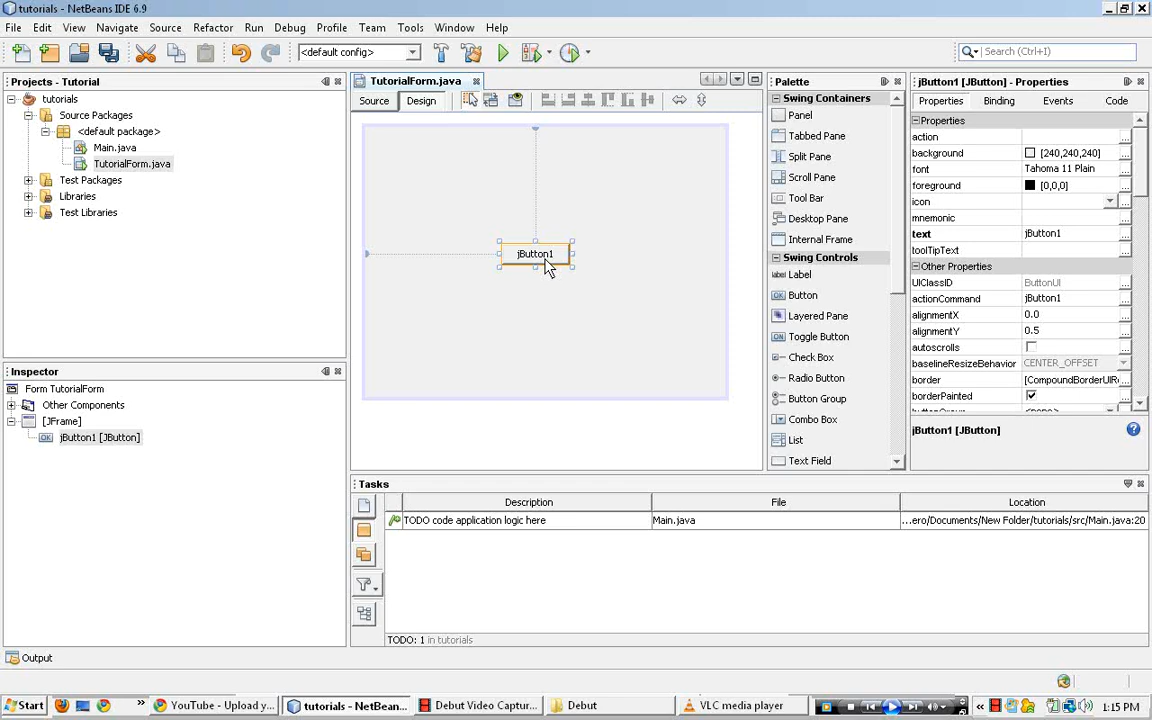 tutorials - NetBeans IDE 6.9
File Edit View Navigate Source Refactor Run Debug Profile Team Tools Window Help
<default config>
Search (Ctrl+I)
Projects - Tutorial
tutorials
Source Packages
<default package>
Main.java
TutorialForm.java
Test Packages
Libraries
Test Libraries
Inspector
Form TutorialForm
Other Components
[JFrame]
jButton1 [JButton]
TutorialForm.java
Source Design
jButton1
Palette
Swing Containers
Panel
Tabbed Pane
Split Pane
Scroll Pane
Tool Bar
Desktop Pane
Internal Frame
Swing Controls
Label
Button
Layered Pane
Toggle Button
Check Box
Radio Button
Button Group
Combo Box
List
Text Field
jButton1 [JButton] - Properties
Properties Binding Events Code
Properties
action
background [240,240,240]
font Tahoma 11 Plain
foreground [0,0,0]
icon
mnemonic
text jButton1
toolTipText
Other Properties
UIClassID ButtonUI
actionCommand jButton1
alignmentX 0.0
alignmentY 0.5
autoscrolls
baselineResizeBehavior CENTER_OFFSET
border [CompoundBorderUIR
borderPainted
jButton1 [JButton]
Tasks
Description File Location
TODO code application logic here Main.java ...ero/Documents/New Folder/tutorials/src/Main.java:20
TODO: 1 in tutorials
Output
Start YouTube - Upload y... tutorials - NetBeans... Debut Video Captur... Debut VLC media player 1:15 PM